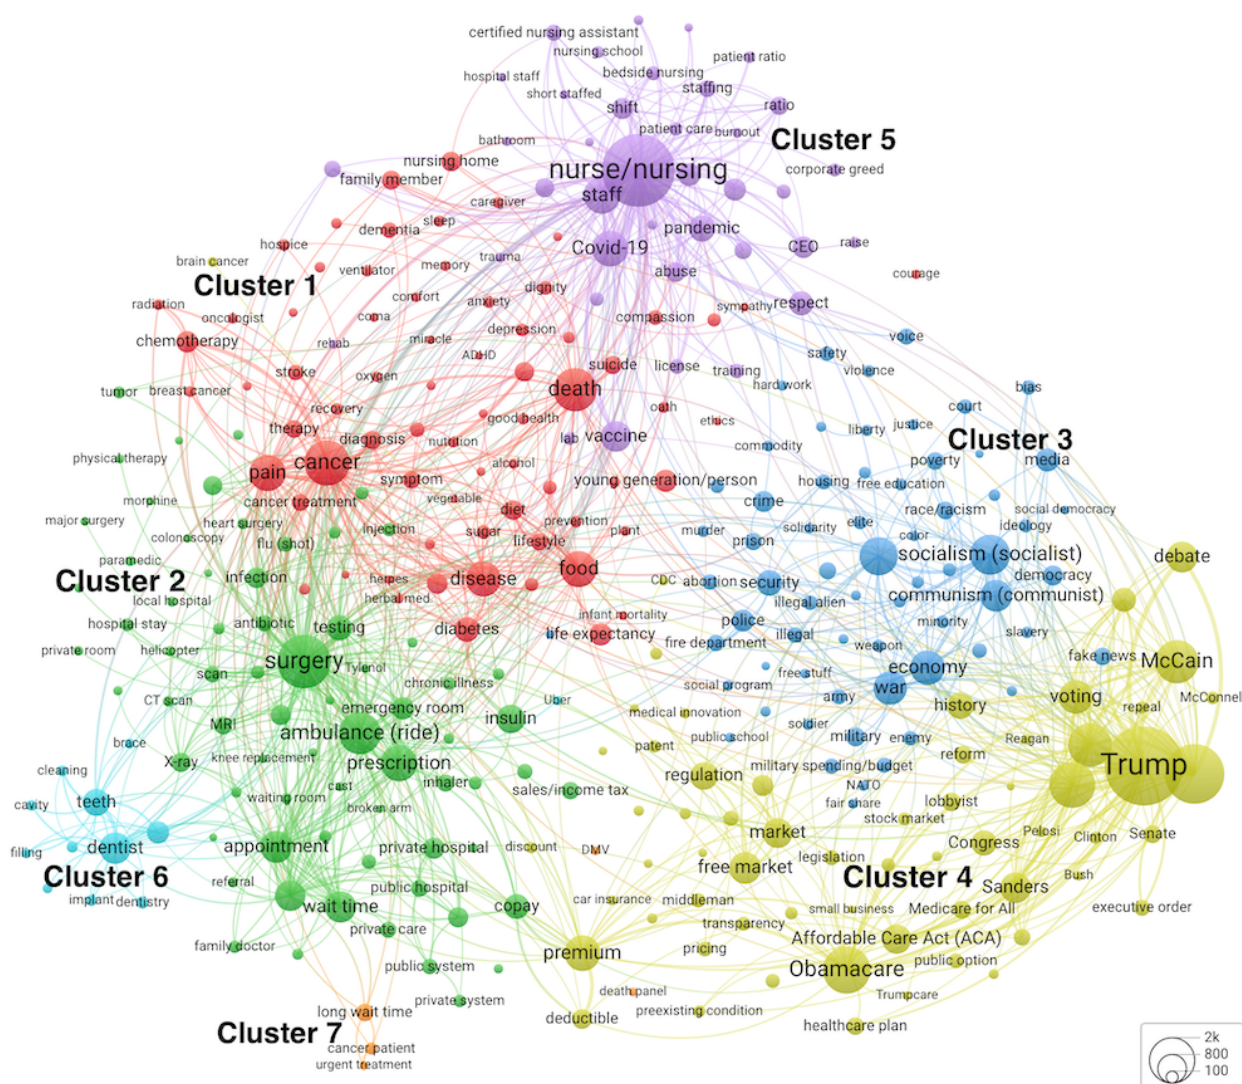 certified nursing assistant
nursing school
patient ratio
bedside nursing
hospital staff
staffing
short staffed
shift
ratio
patient care
burnout
Cluster 5
bathroom
nursing home
nurse/nursing
corporate greed
family member
staff
caregiver
sleep
dementia
pandemic
hospice
Covid-19
CEO
raise
brain cancer
trauma
memory
ventilator
abuse
courage
Cluster 1
dignity
comfort
anxiety
radiation
sympathy
respect
oncologist
coma
compassion
depression
miracle
voice
chemotherapy
rehab
safety
ADHD
suicide
license
training
violence
stroke
oxygen
hard work
bias
tumor
breast cancer
death
recovery
oath
court
good health
ethics
therapy
liberty
justice
diagnosis
nutrition
lab
vaccine
commodity
Cluster 3
physical therapy
cancer
alcohol
poverty
media
pain
symptom
young generation/person
housing
free education
morphine
cancer treatment
vegetable
crime
diet
race/racism
social democracy
major surgery
heart surgery
prevention
elite
ideology
injection
sugar
plant
murder
solidarity
colonoscopy
flu (shot)
lifestyle
prison
color
socialism (socialist)
debate
paramedic
food
infection
herpes
disease
CDC
abortion
security
democracy
Cluster 2
communism (communist)
local hospital
herbal med.
illegal alien
infant mortality
hospital stay
antibiotic
testing
diabetes
police
minority
life expectancy
illegal
slavery
private room
helicopter
fire department
weapon
fake news
surgery
McCain
Tylenol
economy
scan
free stuff
chronic illness
social program
war
army
voting
CT scan
Uber
McConnel
emergency room
history
repeal
medical innovation
insulin
MRI
soldier
ambulance (ride)
public school
military
enemy
Reagan
brace
patent
reform
knee replacement
X-ray
prescription
military spending/budget
Trump
cleaning
regulation
cast
inhaler
NATO
sales/income tax
waiting room
teeth
fair share
lobbyist
cavity
broken arm
stock market
market
Pelosi
Clinton
Senate
dentist
appointment
private hospital
discount
DMV
Congress
filling
legislation
free market
Cluster 6
referral
public hospital
Cluster 4
Bush
Sanders
implant
dentistry
wait time
copay
car insurance
middleman
small business
Medicare for All
executive order
private care
transparency
family doctor
Affordable Care Act (ACA)
premium
pricing
public option
public system
Obamacare
death panel
Trumpcare
private system
long wait time
preexisting condition
deductible
healthcare plan
Cluster 7
2k
cancer patient
800
urgent treatment
100